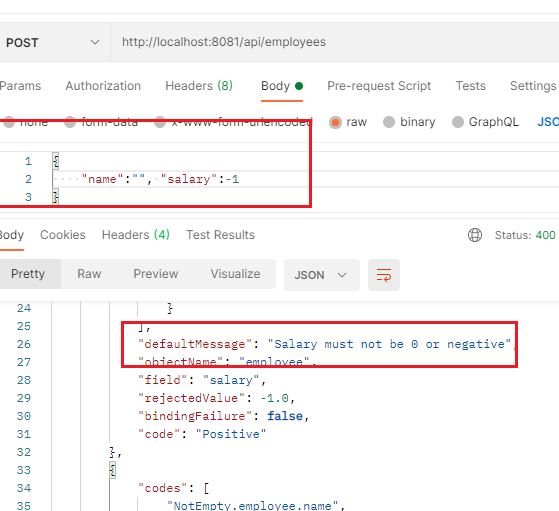 POST http://localhost:8081/api/employees
Params Authorization Headers (8) Body Pre-request Script Tests Settings
none form-data x-www-form-urlencoded raw binary GraphQL JSO
1 {
2 "name":"", "salary":-1
3 }
Body Cookies Headers (4) Test Results Status: 400
Pretty Raw Preview Visualize JSON
24 }
25 ],
26 "defaultMessage": "Salary must not be 0 or negative",
27 "objectName": "employee",
28 "field": "salary",
29 "rejectedValue": -1.0,
30 "bindingFailure": false,
31 "code": "Positive"
32 },
33 {
34 "codes": [
35 "NotEmpty.employee.name",